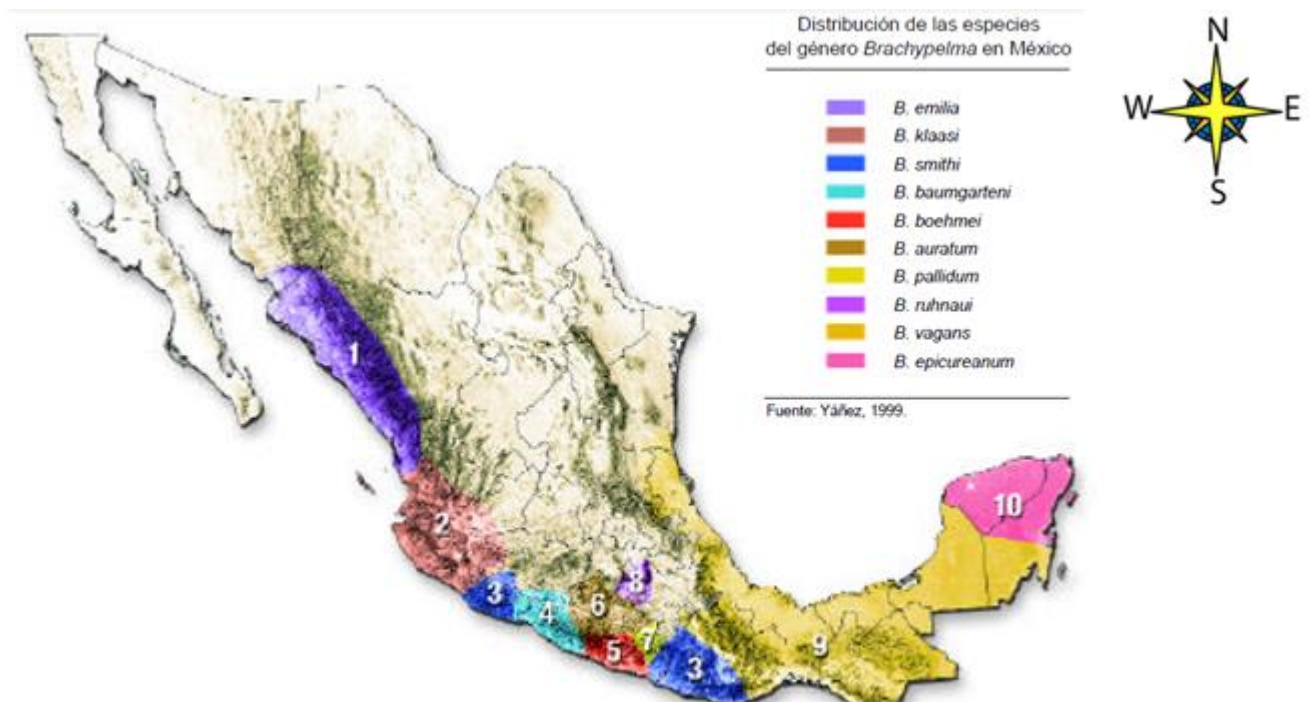 Distribución de las especies
del género Brachypelma en México
B. emilia
B. klaasi
B. smithi
B. baumgarteni
B. boehmei
B. auratum
B. pallidum
B. ruhnaui
B. vagans
B. epicureanum
Fuente: Yáñez, 1999.
N
W E
S
1
2
3
4
5
6
7
8
3
9
10